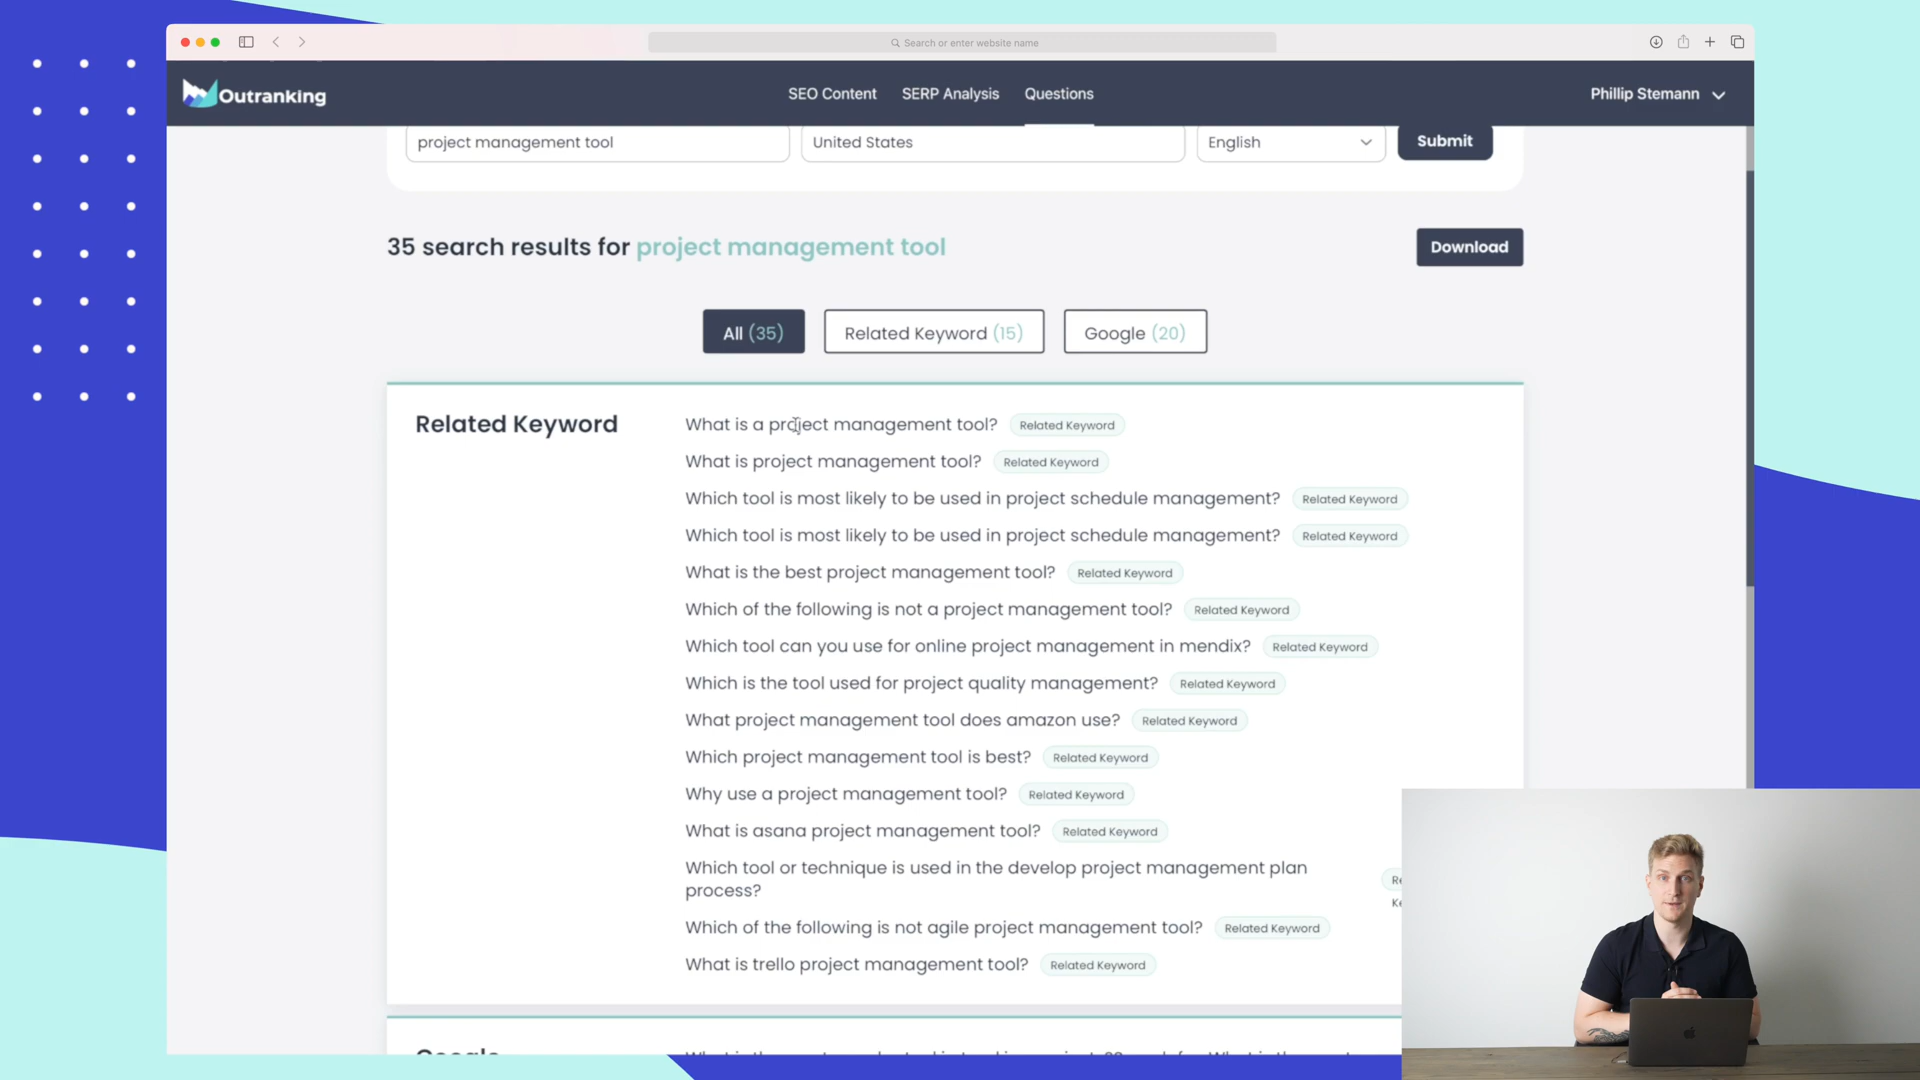 Search or enter website name
Outranking
SEO Content
SERP Analysis
Questions
Phillip Stemann
project management tool
United States
English
Submit
35 search results for project management tool
Download
All (35)
Related Keyword (15)
Google (20)
Related Keyword
What is a project management tool? Related Keyword
What is project management tool? Related Keyword
Which tool is most likely to be used in project schedule management? Related Keyword
Which tool is most likely to be used in project schedule management? Related Keyword
What is the best project management tool? Related Keyword
Which of the following is not a project management tool? Related Keyword
Which tool can you use for online project management in mendix? Related Keyword
Which is the tool used for project quality management? Related Keyword
What project management tool does amazon use? Related Keyword
Which project management tool is best? Related Keyword
Why use a project management tool? Related Keyword
What is asana project management tool? Related Keyword
Which tool or technique is used in the develop project management plan
process?
Which of the following is not agile project management tool? Related Keyword
What is trello project management tool? Related Keyword